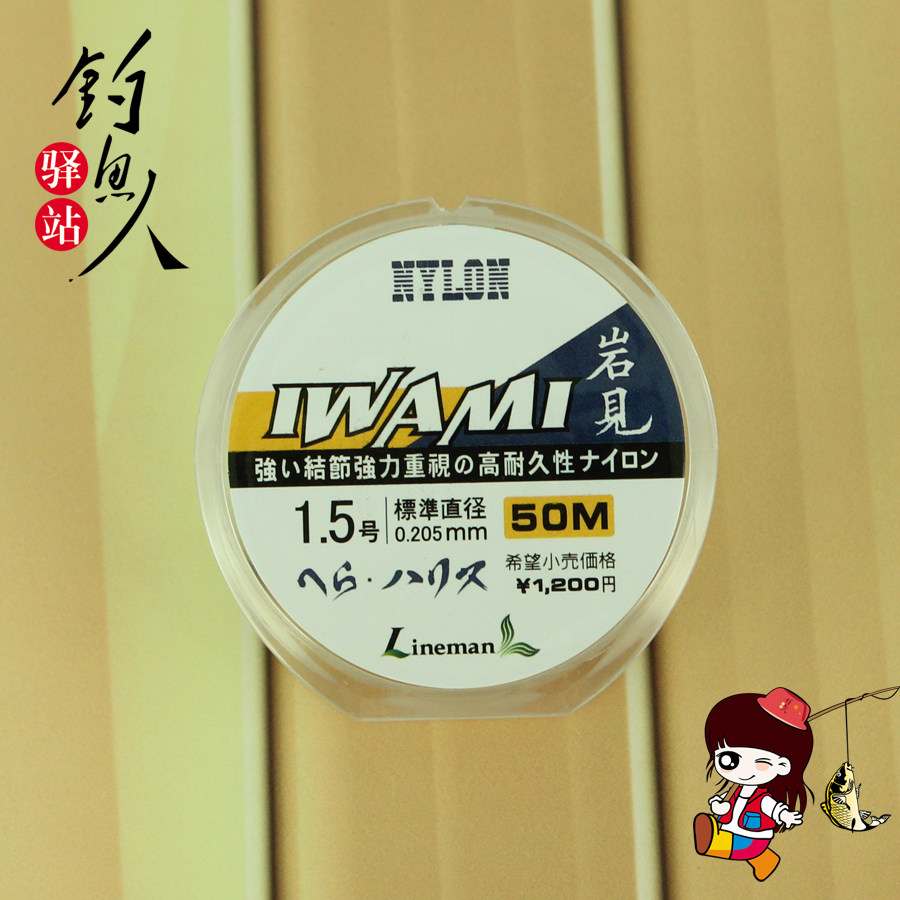 钓鱼人
驿站
NYLON
岩見
IWAMI
強い結節強力重視の高耐久性ナイロン
1.5号 標準直径 0.205mm 50M
へら・ハリス
希望小売価格
¥1,200円
Lineman